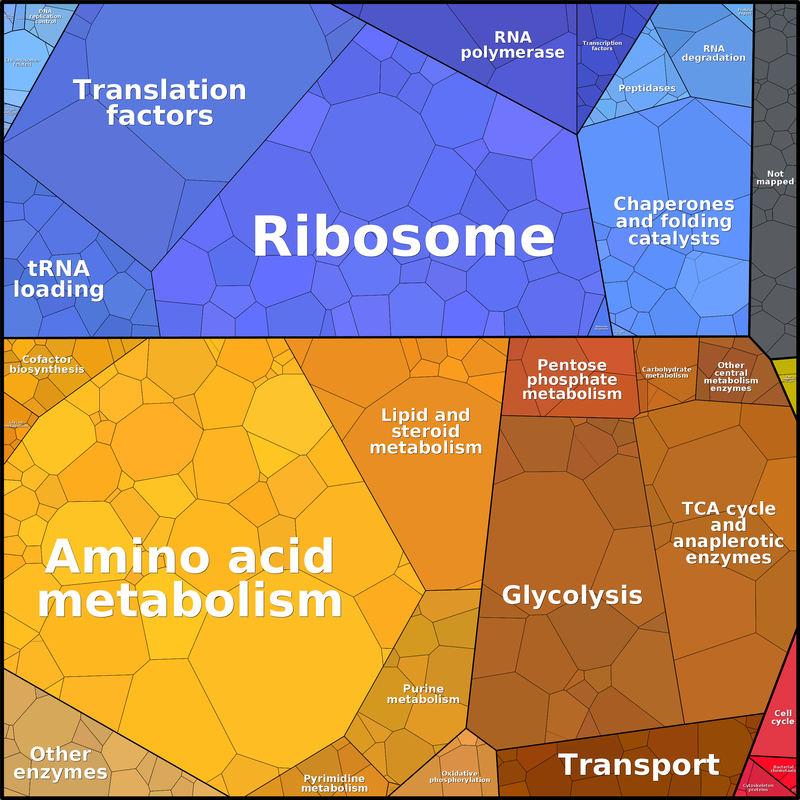 DNA
replication
control
RNA
polymerase
Transcription
factors
RNA
degradation
Translation
factors
Peptidases
Not
mapped
Ribosome
Chaperones
and folding
catalysts
tRNA
loading
Cofactor
biosynthesis
Pentose
phosphate
metabolism
Carbohydrate
metabolism
Other
central
metabolism
enzymes
Lipid and
steroid
metabolism
TCA cycle
and
anaplerotic
enzymes
Amino acid
metabolism
Glycolysis
Purine
metabolism
Cell
cycle
Other
enzymes
Transport
Pyrimidine
metabolism
Oxidative
phosphorylation
Bacterial
chemotaxis
Cytoskeleton
proteins